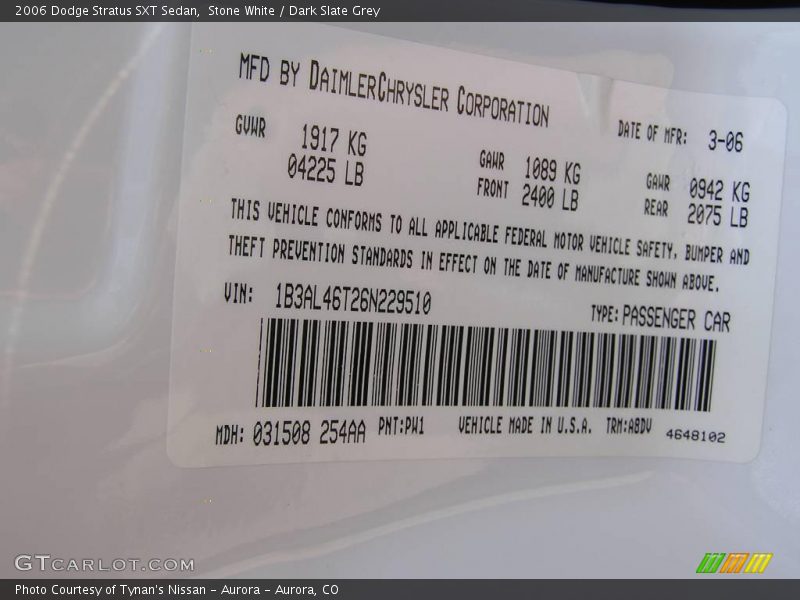 2006 Dodge Stratus SXT Sedan,  Stone White / Dark Slate Grey
MFD BY DAIMLERCHRYSLER CORPORATION
DATE OF MFR: 3-06
GVWR 1917 KG
04225 LB
GAWR 1089 KG
FRONT 2400 LB
GAWR 0942 KG
REAR 2075 LB
THIS VEHICLE CONFORMS TO ALL APPLICABLE FEDERAL MOTOR VEHICLE SAFETY, BUMPER AND
THEFT PREVENTION STANDARDS IN EFFECT ON THE DATE OF MANUFACTURE SHOWN ABOVE.
VIN: 1B3AL46T26N229510
TYPE: PASSENGER CAR
MDH: 031508 254AA PNT:PW1 VEHICLE MADE IN U.S.A. TRM:ABDV 4648102
GTCARLOT.COM
Photo Courtesy of Tynan's Nissan - Aurora - Aurora, CO